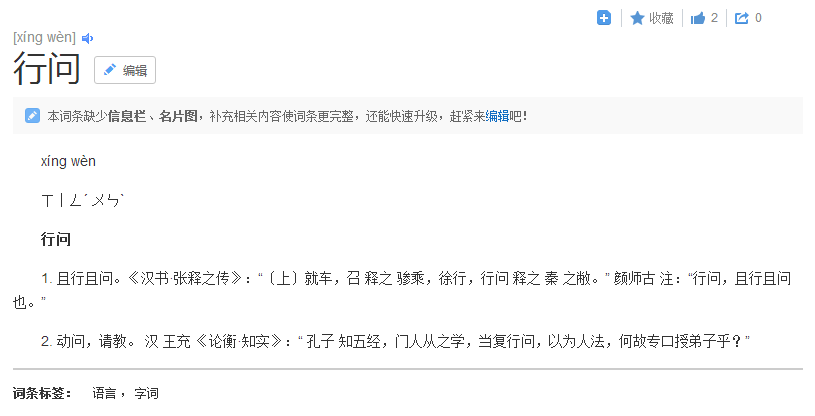 收藏 2 0
[xíng wèn]
行问 编辑
本词条缺少信息栏、名片图，补充相关内容使词条更完整，还能快速升级，赶紧来编辑吧！
xíng wèn
ㄒㄧㄥˊ ㄨㄣˋ
行问
1. 且行且问。《汉书·张释之传》：“〔上〕就车，召 释之 骖乘，徐行，行问 释之 秦 之敝。” 颜师古 注：“行问，且行且问
也。”
2. 动问，请教。 汉 王充 《论衡·知实》：“ 孔子 知五经，门人从之学，当复行问，以为人法，何故专口授弟子乎？”
词条标签： 语言 ，字词